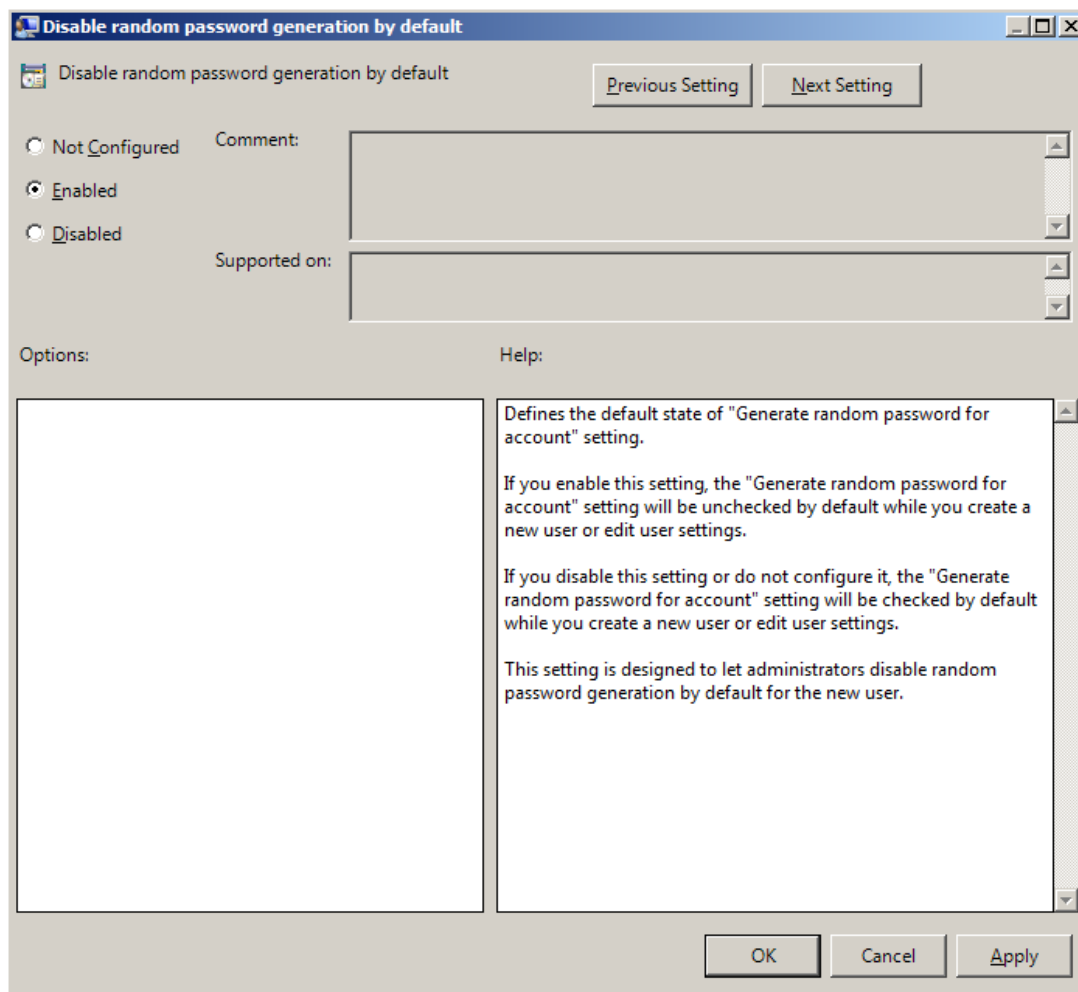 Disable random password generation by default
Disable random password generation by default
Previous Setting
Next Setting
Not Configured
Comment:
Enabled
Disabled
Supported on:
Options:
Help:
Defines the default state of "Generate random password for
account" setting.
If you enable this setting, the "Generate random password for
account" setting will be unchecked by default while you create a
new user or edit user settings.
If you disable this setting or do not configure it, the "Generate
random password for account" setting will be checked by default
while you create a new user or edit user settings.
This setting is designed to let administrators disable random
password generation by default for the new user.
OK
Cancel
Apply